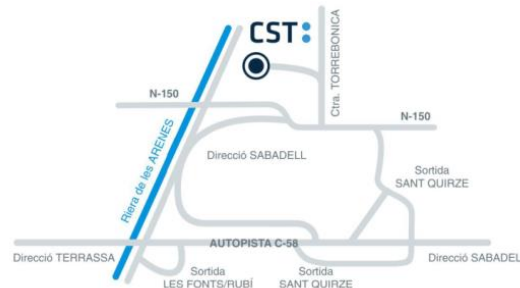 CST:
Ctra. TORREBONICA
N-150
N-150
Riera de les ARENES
Direcció SABADELL
Sortida
SANT QUIRZE
AUTOPISTA C-58
Direcció TERRASSA
Direcció SABADEL
Sortida
LES FONTS/RUBÍ
Sortida
SANT QUIRZE